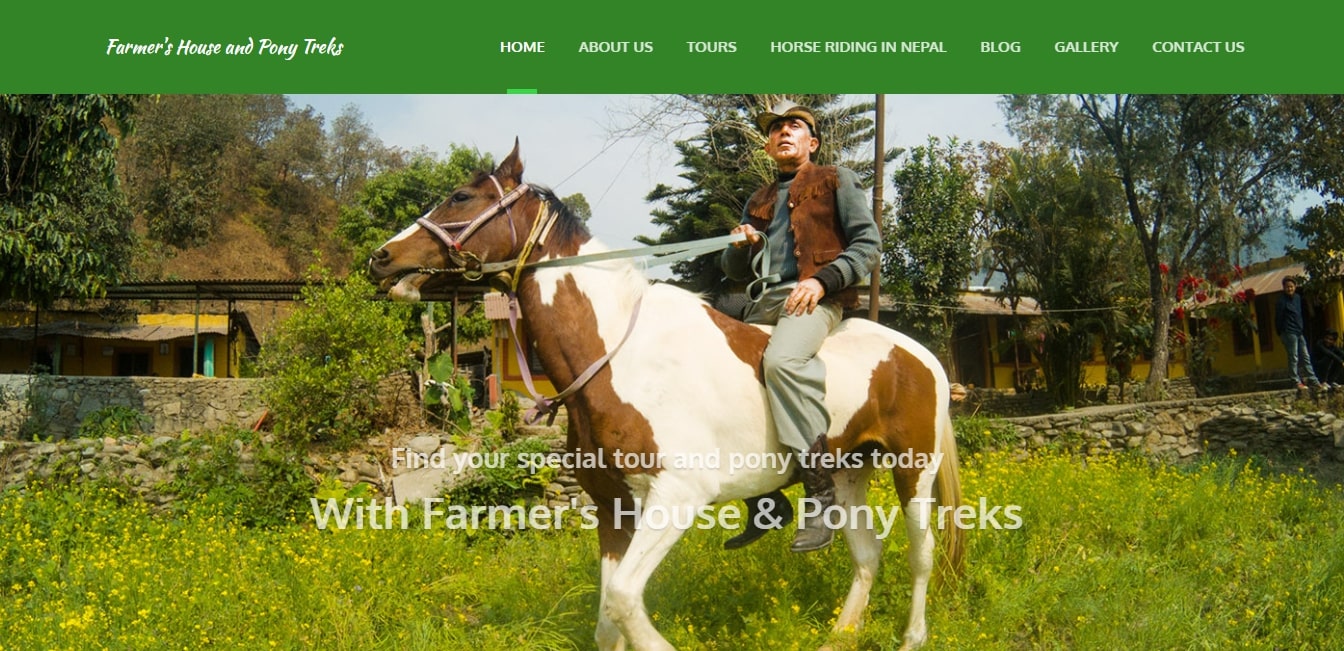 Farmer's House and Pony Treks
HOME ABOUT US TOURS HORSE RIDING IN NEPAL BLOG GALLERY CONTACT US
Find your special tour and pony treks today
With Farmer's House & Pony Treks